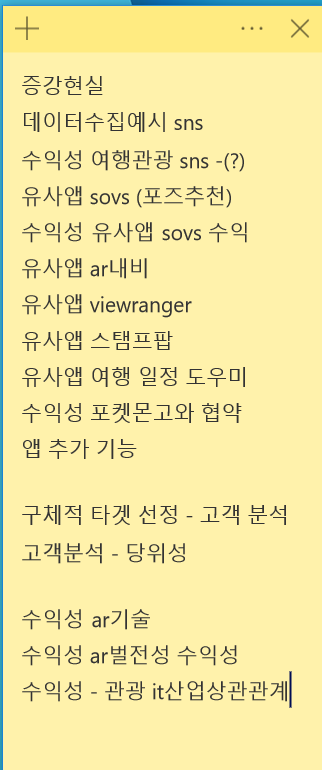 증강현실
데이터수집예시 sns
수익성 여행관광 sns -(?)
유사앱 sovs (포즈추천)
수익성 유사앱 sovs 수익
유사앱 ar내비
유사앱 viewranger
유사앱 스탬프팝
유사앱 여행 일정 도우미
수익성 포켓몬고와 협약
앱 추가 기능
구체적 타겟 선정 - 고객 분석
고객분석 - 당위성
수익성 ar기술
수익성 ar벌전성 수익성
수익성 - 관광 it산업상관관계